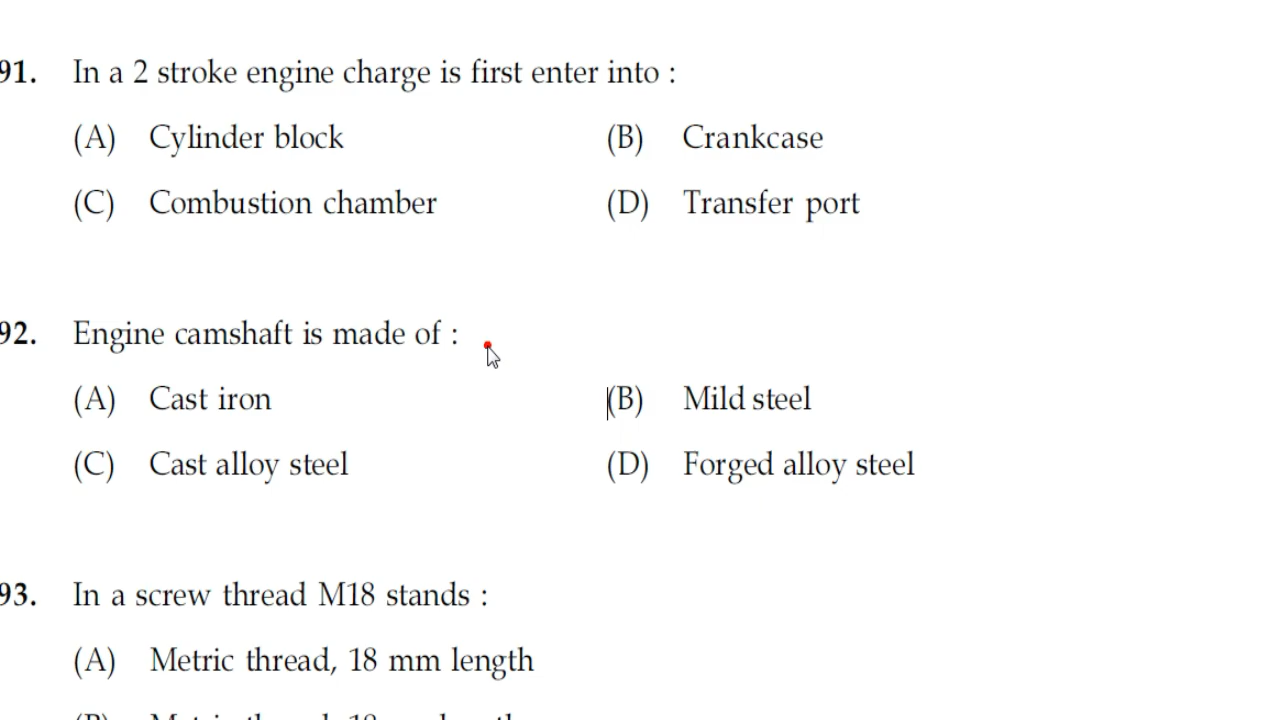 91. In a 2 stroke engine charge is first enter into :
(A) Cylinder block (B) Crankcase
(C) Combustion chamber (D) Transfer port
92. Engine camshaft is made of :
(A) Cast iron (B) Mild steel
(C) Cast alloy steel (D) Forged alloy steel
93. In a screw thread M18 stands :
(A) Metric thread, 18 mm length